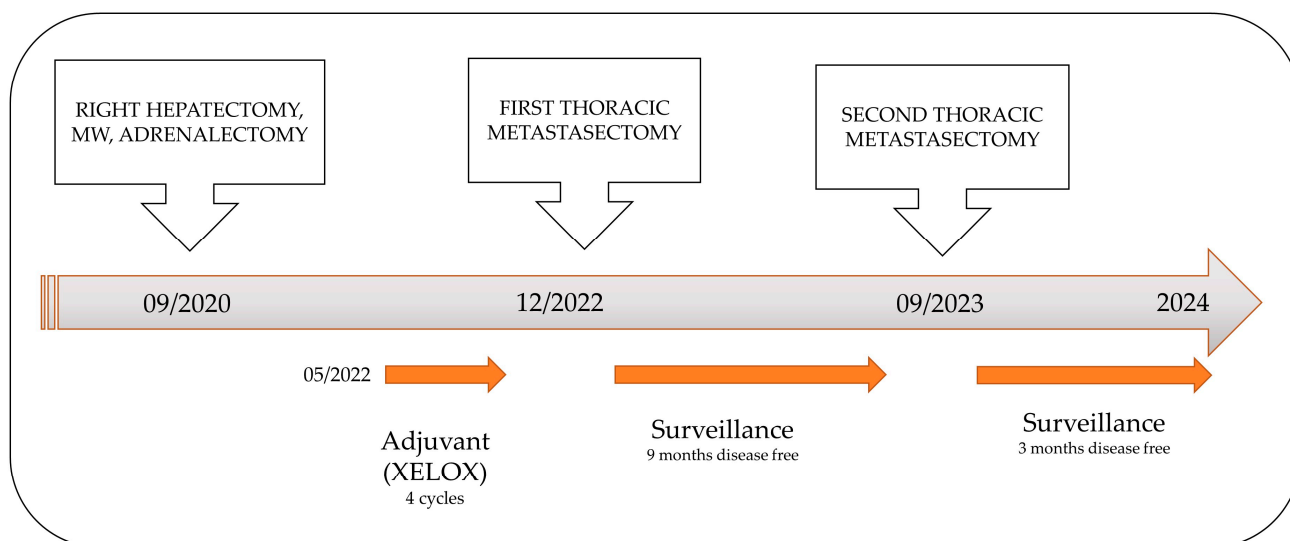 RIGHT HEPATECTOMY,
MW, ADRENALECTOMY
FIRST THORACIC
METASTASECTOMY
SECOND THORACIC
METASTASECTOMY
09/2020
12/2022
09/2023
2024
05/2022
Adjuvant
(XELOX)
4 cycles
Surveillance
9 months disease free
Surveillance
3 months disease free